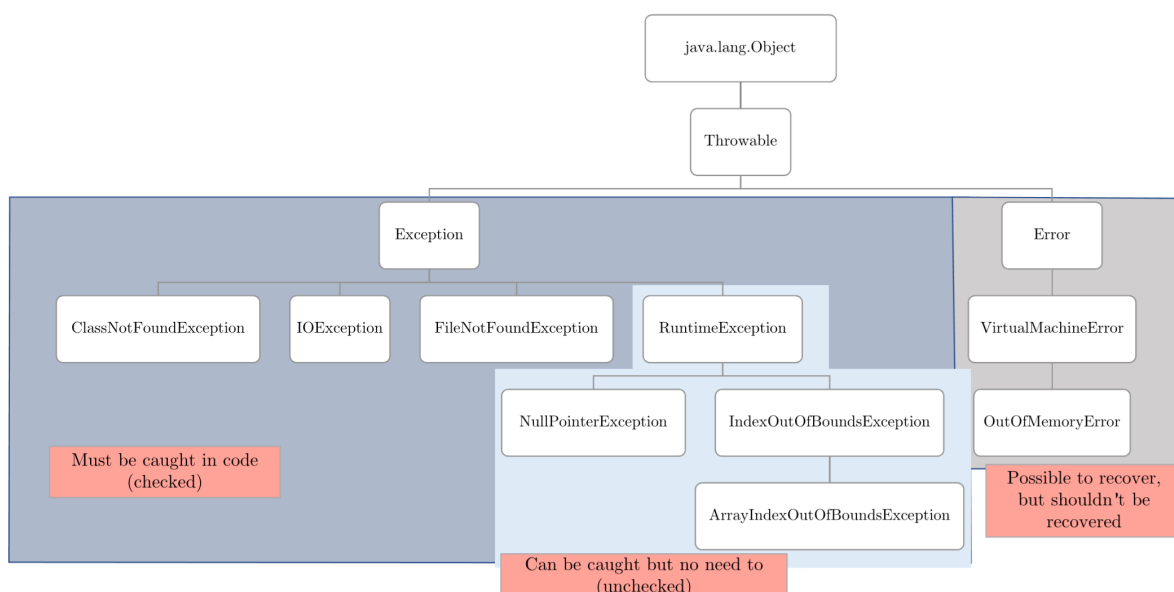 java.lang.Object
Throwable
Exception
Error
ClassNotFoundException
IOException
FileNotFoundException
RuntimeException
VirtualMachineError
NullPointerException
IndexOutOfBoundsException
OutOfMemoryError
Must be caught in code
(checked)
Possible to recover,
but shouldn't be
recovered
ArrayIndexOutOfBoundsException
Can be caught but no need to
(unchecked)